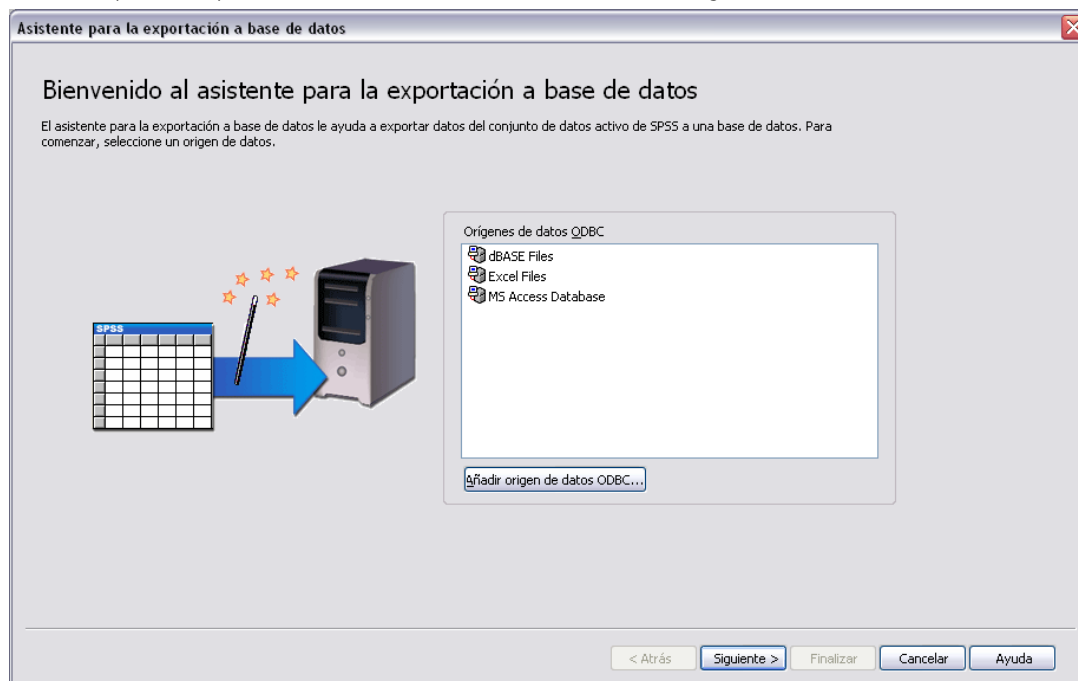 Asistente para la exportación a base de datos
Bienvenido al asistente para la exportación a base de datos
El asistente para la exportación a base de datos le ayuda a exportar datos del conjunto de datos activo de SPSS a una base de datos. Para
comenzar, seleccione un origen de datos.
Orígenes de datos ODBC
dBASE Files
Excel Files
MS Access Database
SPSS
Añadir origen de datos ODBC...
< Atrás
Siguiente >
Finalizar
Cancelar
Ayuda